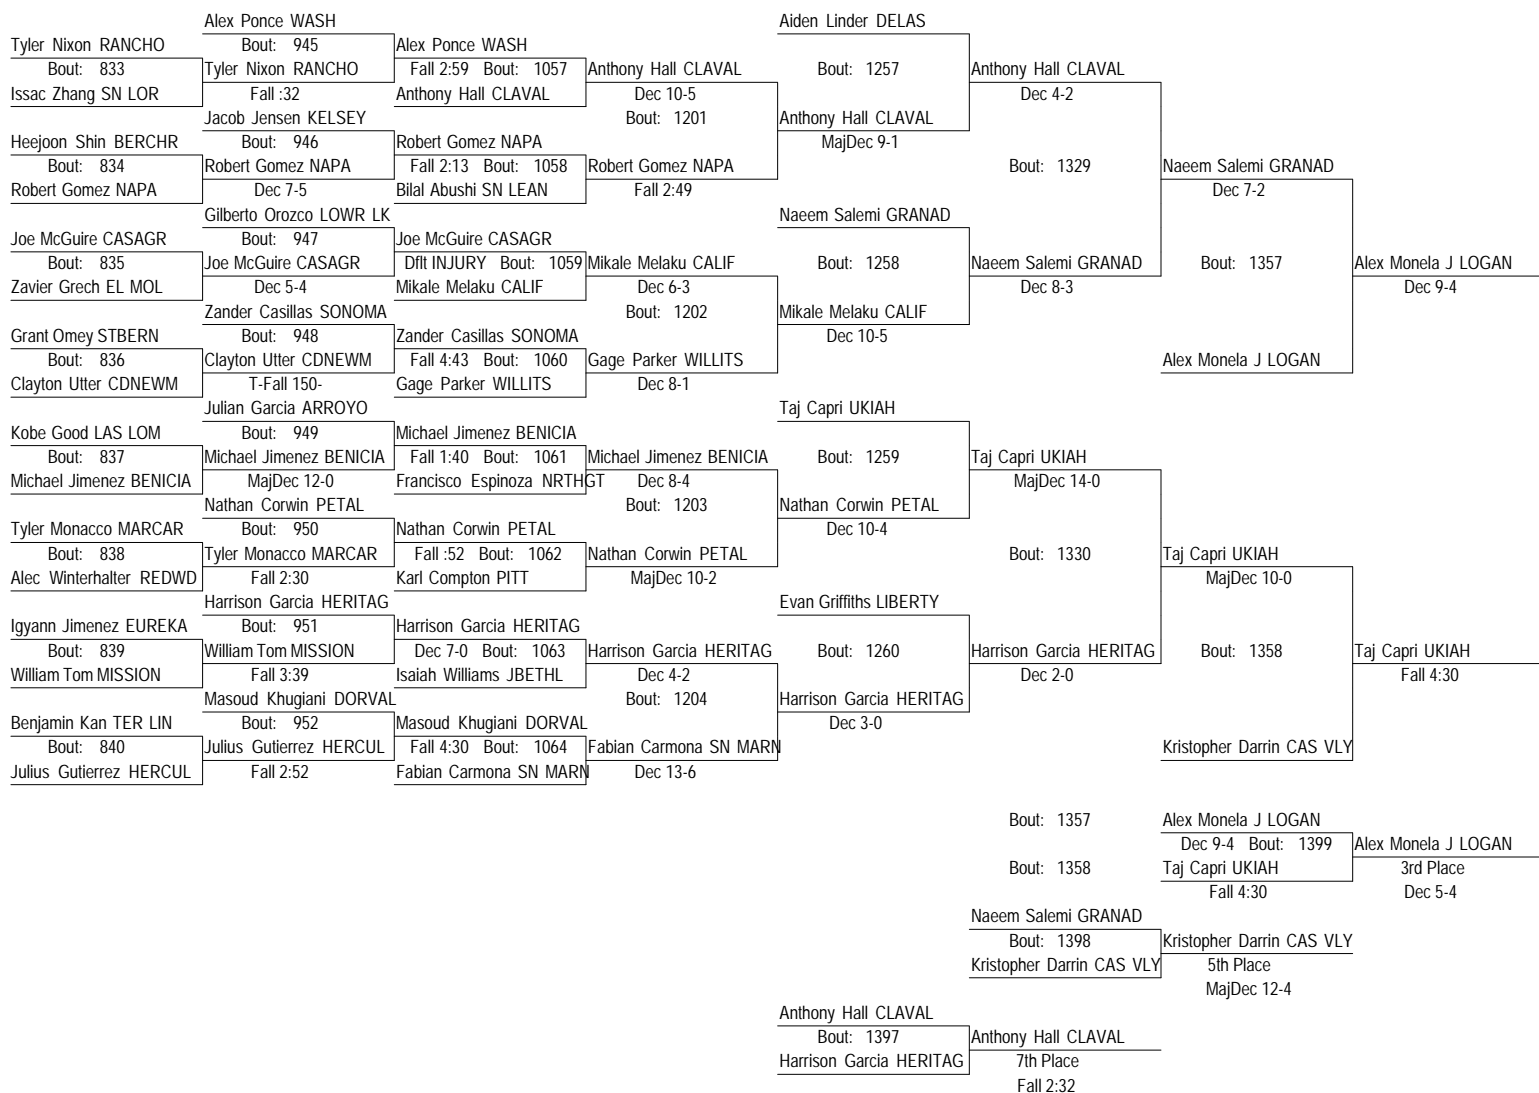 Alex Ponce WASH Aiden Linder DELAS
Tyler Nixon RANCHO Bout: 945 Alex Ponce WASH
Bout: 833 Tyler Nixon RANCHO Fall 2:59 Bout: 1057 Anthony Hall CLAVAL Bout: 1257 Anthony Hall CLAVAL
Issac Zhang SN LOR Fall :32 Anthony Hall CLAVAL Dec 10-5 Dec 4-2
Jacob Jensen KELSEY Bout: 1201 Anthony Hall CLAVAL
Heejoon Shin BERCHR Bout: 946 Robert Gomez NAPA MajDec 9-1
Bout: 834 Robert Gomez NAPA Fall 2:13 Bout: 1058 Robert Gomez NAPA Bout: 1329 Naeem Salemi GRANAD
Robert Gomez NAPA Dec 7-5 Bilal Abushi SN LEAN Fall 2:49 Dec 7-2
Gilberto Orozco LOWR LK Naeem Salemi GRANAD
Joe McGuire CASAGR Bout: 947 Joe McGuire CASAGR
Bout: 835 Joe McGuire CASAGR Dflt INJURY Bout: 1059 Mikale Melaku CALIF Bout: 1258 Naeem Salemi GRANAD Bout: 1357 Alex Monela J LOGAN
Zavier Grech EL MOL Dec 5-4 Mikale Melaku CALIF Dec 6-3 Dec 8-3 Dec 9-4
Zander Casillas SONOMA Bout: 1202 Mikale Melaku CALIF
Grant Omey STBERN Bout: 948 Zander Casillas SONOMA Dec 10-5
Bout: 836 Clayton Utter CDNEWM Fall 4:43 Bout: 1060 Gage Parker WILLITS Alex Monela J LOGAN
Clayton Utter CDNEWM T-Fall 150- Gage Parker WILLITS Dec 8-1
Julian Garcia ARROYO Taj Capri UKIAH
Kobe Good LAS LOM Bout: 949 Michael Jimenez BENICIA
Bout: 837 Michael Jimenez BENICIA Fall 1:40 Bout: 1061 Michael Jimenez BENICIA Bout: 1259 Taj Capri UKIAH
Michael Jimenez BENICIA MajDec 12-0 Francisco Espinoza NRTHGT Dec 8-4 MajDec 14-0
Nathan Corwin PETAL Bout: 1203 Nathan Corwin PETAL
Tyler Monacco MARCAR Bout: 950 Nathan Corwin PETAL Dec 10-4
Bout: 838 Tyler Monacco MARCAR Fall :52 Bout: 1062 Nathan Corwin PETAL Bout: 1330 Taj Capri UKIAH
Alec Winterhalter REDWD Fall 2:30 Karl Compton PITT MajDec 10-2 MajDec 10-0
Harrison Garcia HERITAG Evan Griffiths LIBERTY
Igyann Jimenez EUREKA Bout: 951 Harrison Garcia HERITAG
Bout: 839 William Tom MISSION Dec 7-0 Bout: 1063 Harrison Garcia HERITAG Bout: 1260 Harrison Garcia HERITAG Bout: 1358 Taj Capri UKIAH
William Tom MISSION Fall 3:39 Isaiah Williams JBETHL Dec 4-2 Dec 2-0 Fall 4:30
Masoud Khugiani DORVAL Bout: 1204 Harrison Garcia HERITAG
Benjamin Kan TER LIN Bout: 952 Masoud Khugiani DORVAL Dec 3-0
Bout: 840 Julius Gutierrez HERCUL Fall 4:30 Bout: 1064 Fabian Carmona SN MARN Kristopher Darrin CAS VLY
Julius Gutierrez HERCUL Fall 2:52 Fabian Carmona SN MARN Dec 13-6
Bout: 1357 Alex Monela J LOGAN
Dec 9-4 Bout: 1399 Alex Monela J LOGAN
Bout: 1358 Taj Capri UKIAH 3rd Place
Fall 4:30 Dec 5-4
Naeem Salemi GRANAD
Bout: 1398 Kristopher Darrin CAS VLY
Kristopher Darrin CAS VLY 5th Place
MajDec 12-4
Anthony Hall CLAVAL
Bout: 1397 Anthony Hall CLAVAL
Harrison Garcia HERITAG 7th Place
Fall 2:32